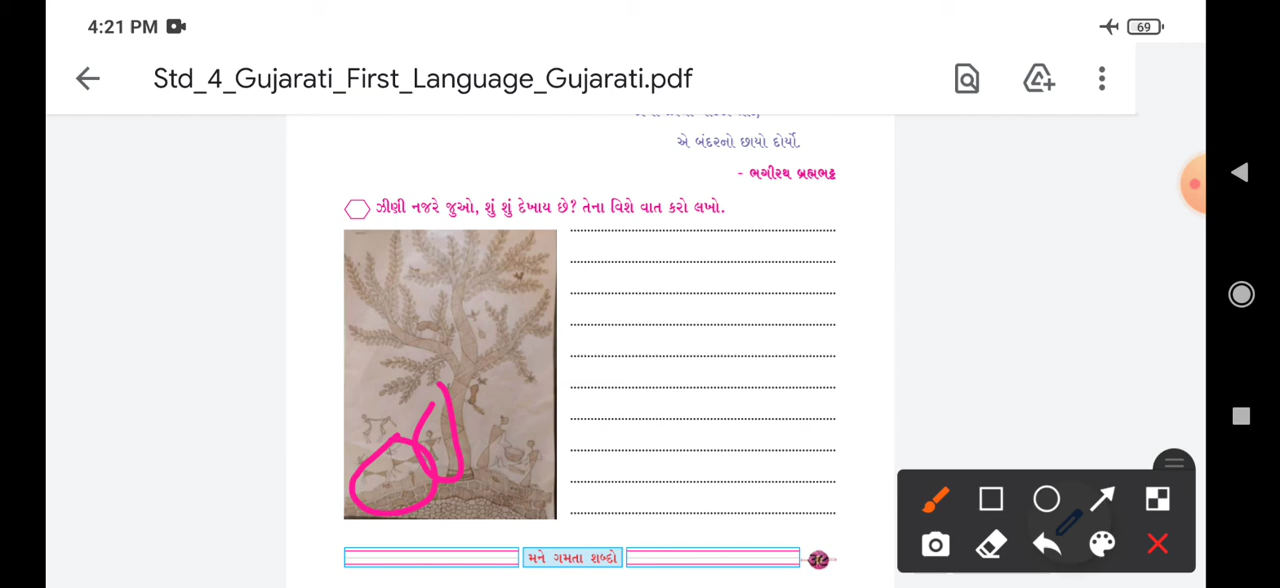 4:21 PM
69
Std_4_Gujarati_First_Language_Gujarati.pdf
એ બંદરનો છાયો દોર્યો.
- ભગીરથ બ્રહ્મભટ્ટ
ઝીણી નજરે જુઓ, શું શું દેખાય છે? તેના વિશે વાત કરો લખો.
મને ગમતા શબ્દો